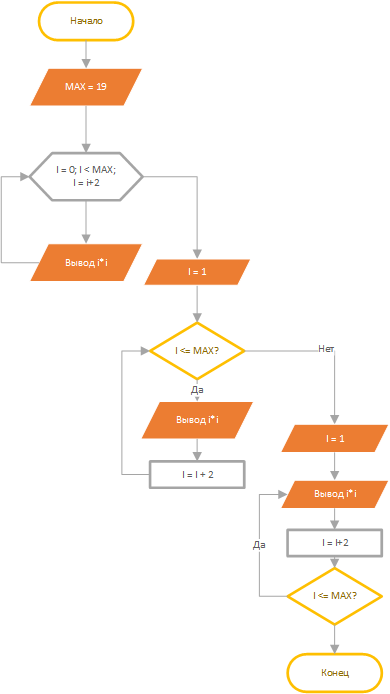 Начало
MAX = 19
I = 0; I < MAX;
I = i+2
Вывод i*i
I = 1
I <= MAX?
Нет
Да
Вывод i*i
I = I + 2
I = 1
Вывод i*i
I = I+2
Да
I <= MAX?
Конец